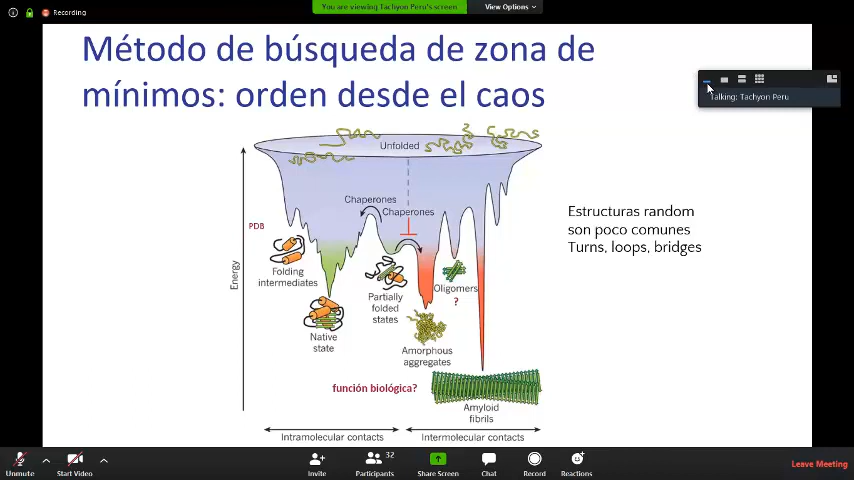 Recording
You are viewing Tachyon Peru's screen
View Options
Método de búsqueda de zona de
mínimos: orden desde el caos
Talking: Tachyon Peru
Unfolded
Chaperones
Chaperones
PDB
Estructuras random
son poco comunes
Turns, loops, bridges
Energy
Folding
intermediates
Partially
folded
states
Oligomers
?
Native
state
Amorphous
aggregates
función biológica?
Amyloid
fibrils
Intramolecular contacts
Intermolecular contacts
Unmute
Start Video
Invite
32
Participants
Share Screen
Chat
Record
Reactions
Leave Meeting